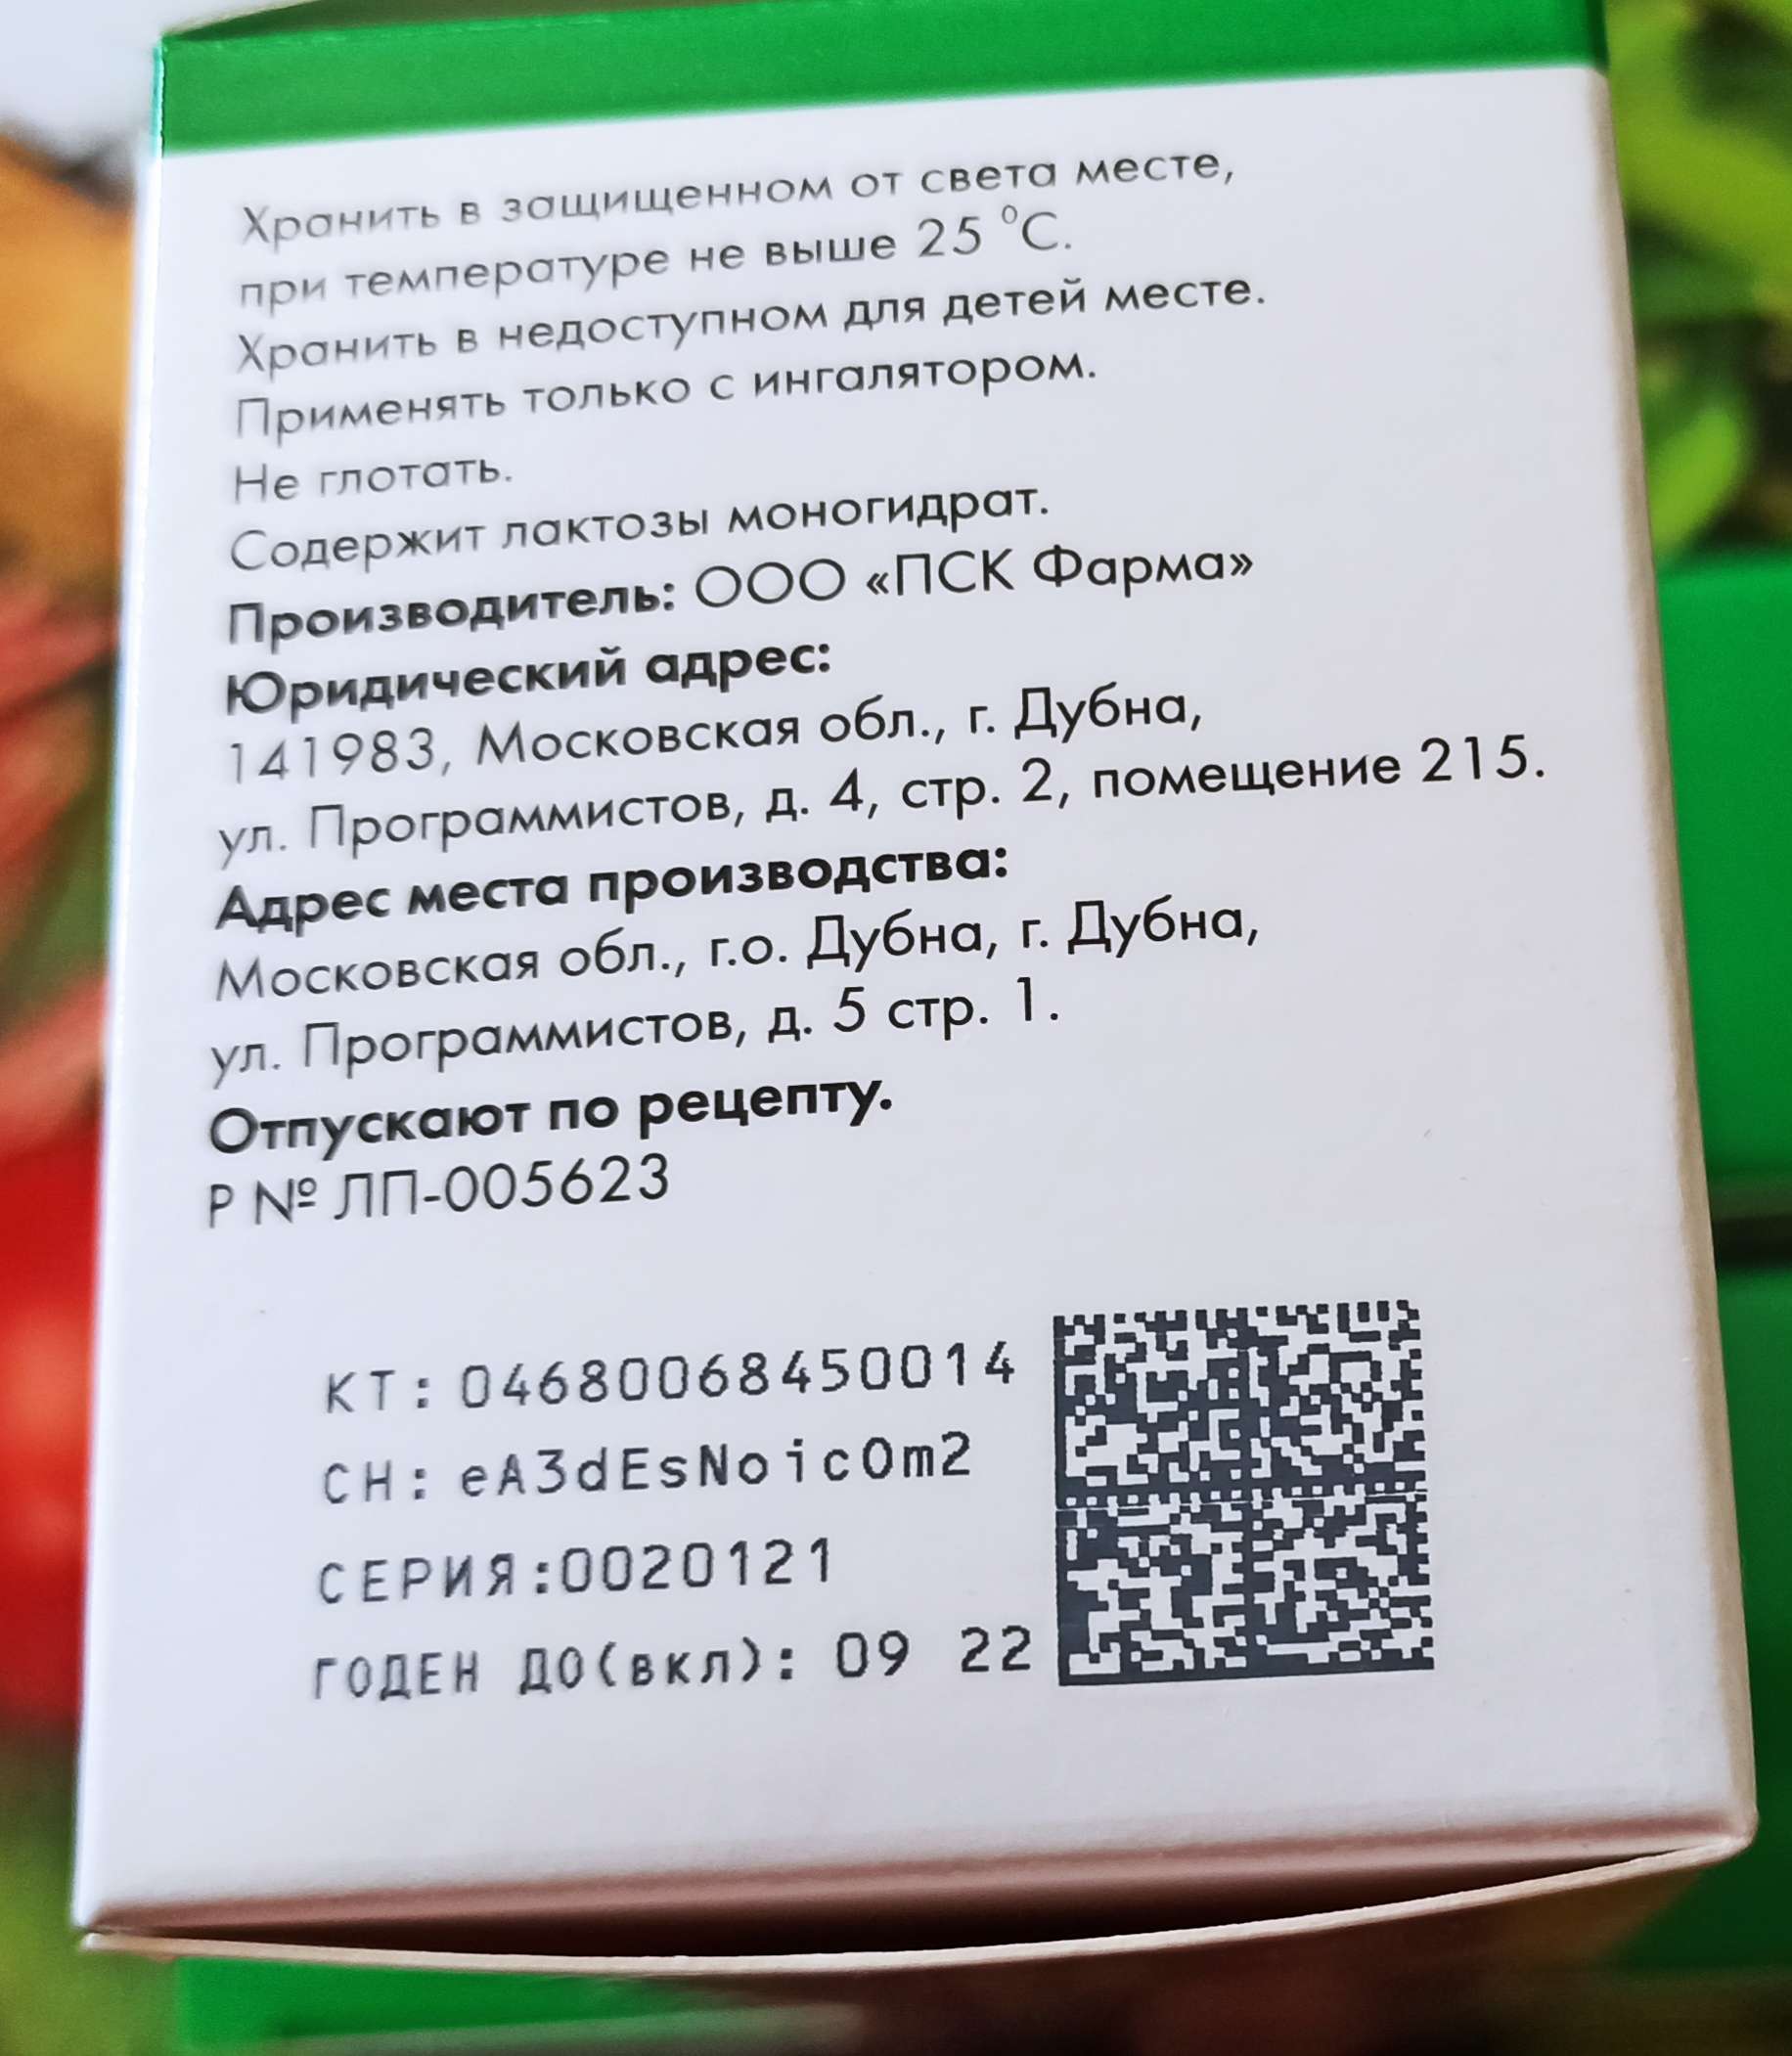 Хранить в защищенном от света месте,
при температуре не выше 25 °С.
Хранить в недоступном для детей месте.
Применять только с ингалятором.
Не глотать.
Содержит лактозы моногидрат.
Производитель: ООО «ПСК Фарма»
Юридический адрес:
141983, Московская обл., г. Дубна,
ул. Программистов, д. 4, стр. 2, помещение 215.
Адрес места производства:
Московская обл., г.о. Дубна, г. Дубна,
ул. Программистов, д. 5 стр. 1.
Отпускают по рецепту.
Р № ЛП-005623
КТ: 04680068450014
СН: eA3dEsNoicOm2
СЕРИЯ:0020121
ГОДЕН ДО(вкл): 09 22